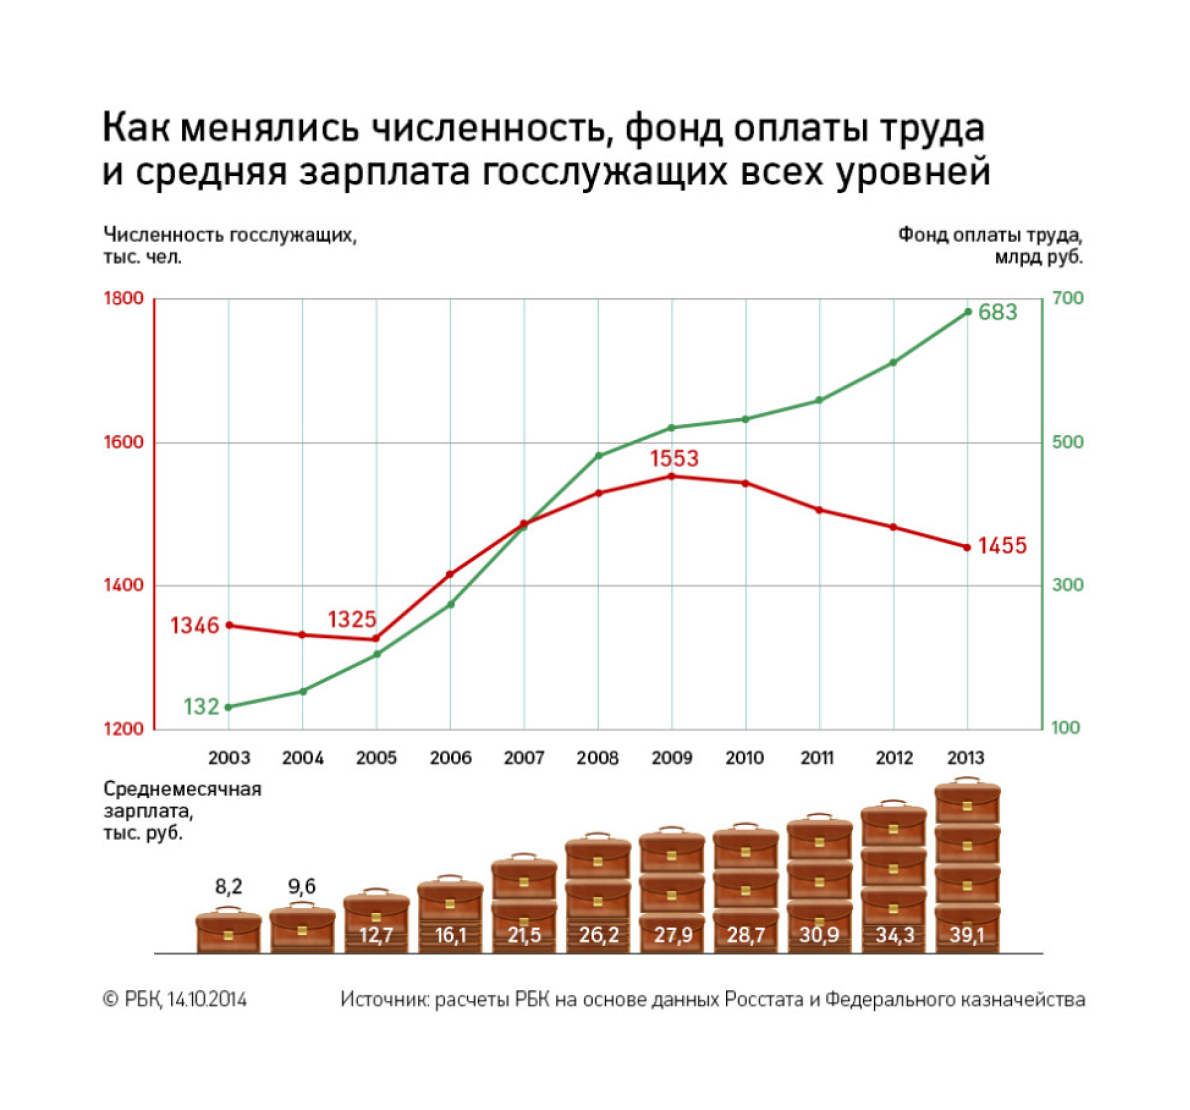 Как менялись численность, фонд оплаты труда
и средняя зарплата госслужащих всех уровней
Численность госслужащих,
тыс. чел.
Фонд оплаты труда,
млрд руб.
1800
700
683
1600
500
1553
1455
1400
300
1325
1346
132
1200
100
2003 2004 2005 2006 2007 2008 2009 2010 2011 2012 2013
Среднемесячная
зарплата,
тыс. руб.
8,2 9,6 12,7 16,1 21,5 26,2 27,9 28,7 30,9 34,3 39,1
© РБК, 14.10.2014
Источник: расчеты РБК на основе данных Росстата и Федерального казначейства